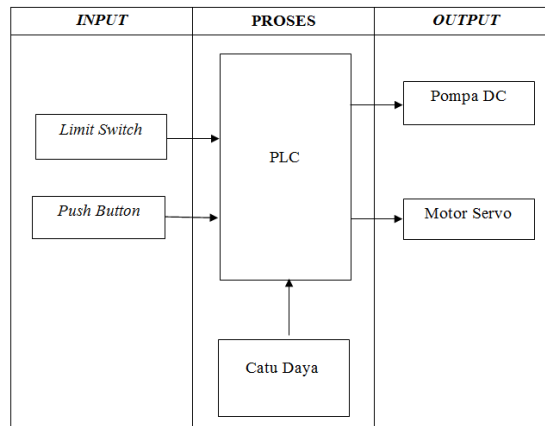 INPUT
PROSES
OUTPUT
Limit Switch
Push Button
PLC
Catu Daya
Pompa DC
Motor Servo